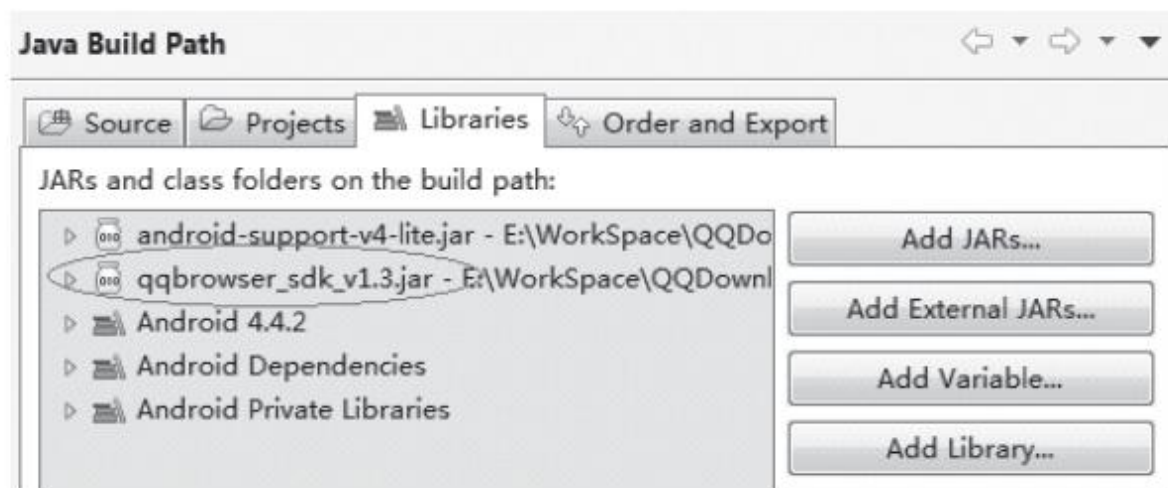 Java Build Path
Source Projects Libraries Order and Export
JARs and class folders on the build path:
android-support-v4-lite.jar - E:\WorkSpace\QQDo
qqbrowser_sdk_v1.3.jar - E:\WorkSpace\QQDownl
Android 4.4.2
Android Dependencies
Android Private Libraries
Add JARs...
Add External JARs...
Add Variable...
Add Library...